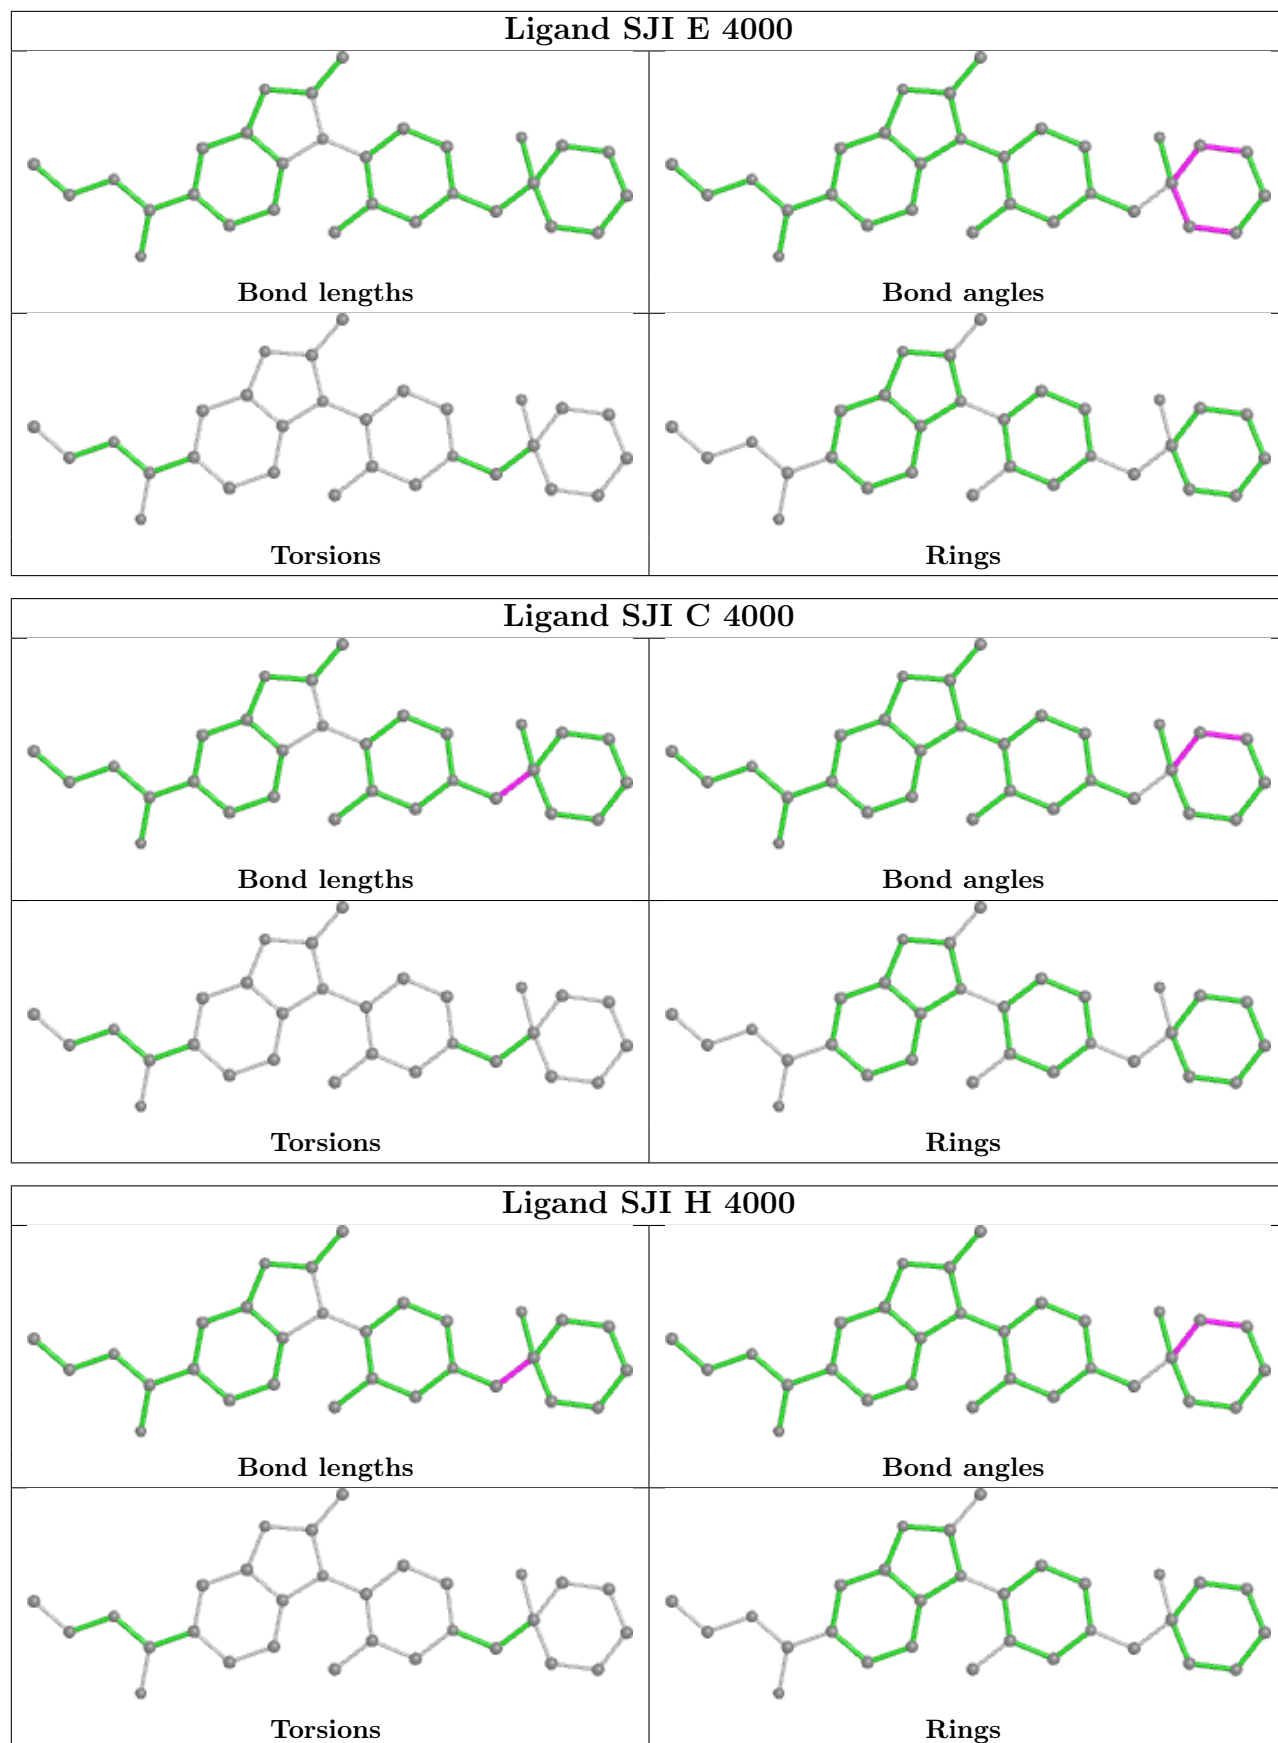 Ligand SJI E 4000
Bond lengths
Bond angles
Torsions
Rings
Ligand SJI C 4000
Bond lengths
Bond angles
Torsions
Rings
Ligand SJI H 4000
Bond lengths
Bond angles
Torsions
Rings